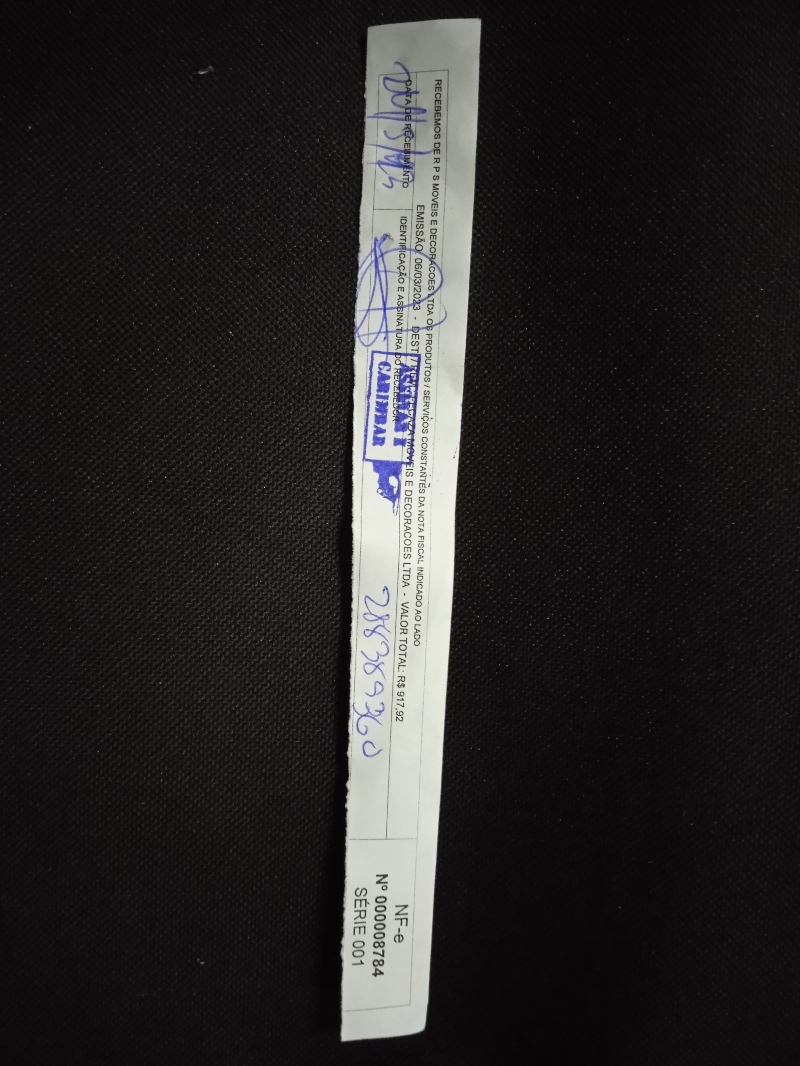 RECEBEMOS DE R P S MOVEIS E DECORACOES LTDA OS PRODUTOS / SERVIÇOS CONSTANTES DA NOTA FISCAL INDICADO AO LADO
EMISSÃO: 06/03/2023 - DEST / MOVEIS E DECORACOES LTDA - VALOR TOTAL: R$ 917,92
DATA DE RECEBIMENTO
IDENTIFICAÇÃO E ASSINATURA DO RECEBEDOR
CARIMBAR
288389360
NF-e
Nº 000008784
SÉRIE 001